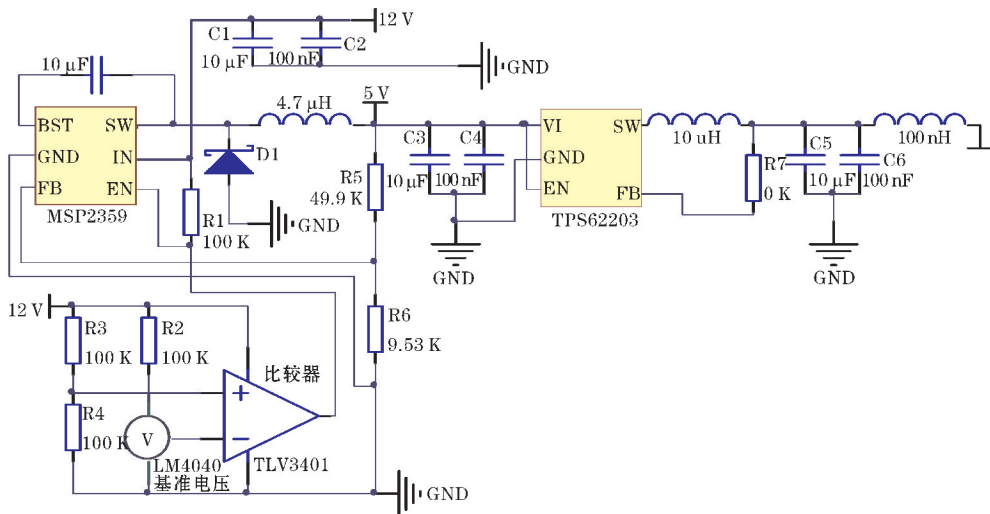 12 V
C1
10 μF
100 nF
C2
GND
10 μF
4.7 μH
5 V
BST
SW
GND
IN
FB
EN
MSP2359
D1
R1
100 K
GND
R5
49.9 K
C3
C4
10 μF
100 nF
GND
VI
SW
GND
EN
FB
TPS62203
10 uH
R7
0 K
C5
C6
10 μF
100 nF
100 nH
GND
12 V
R3
100 K
R2
100 K
R4
100 K
V
LM4040
基准电压
比较器
+
−
TLV3401
R6
9.53 K
GND